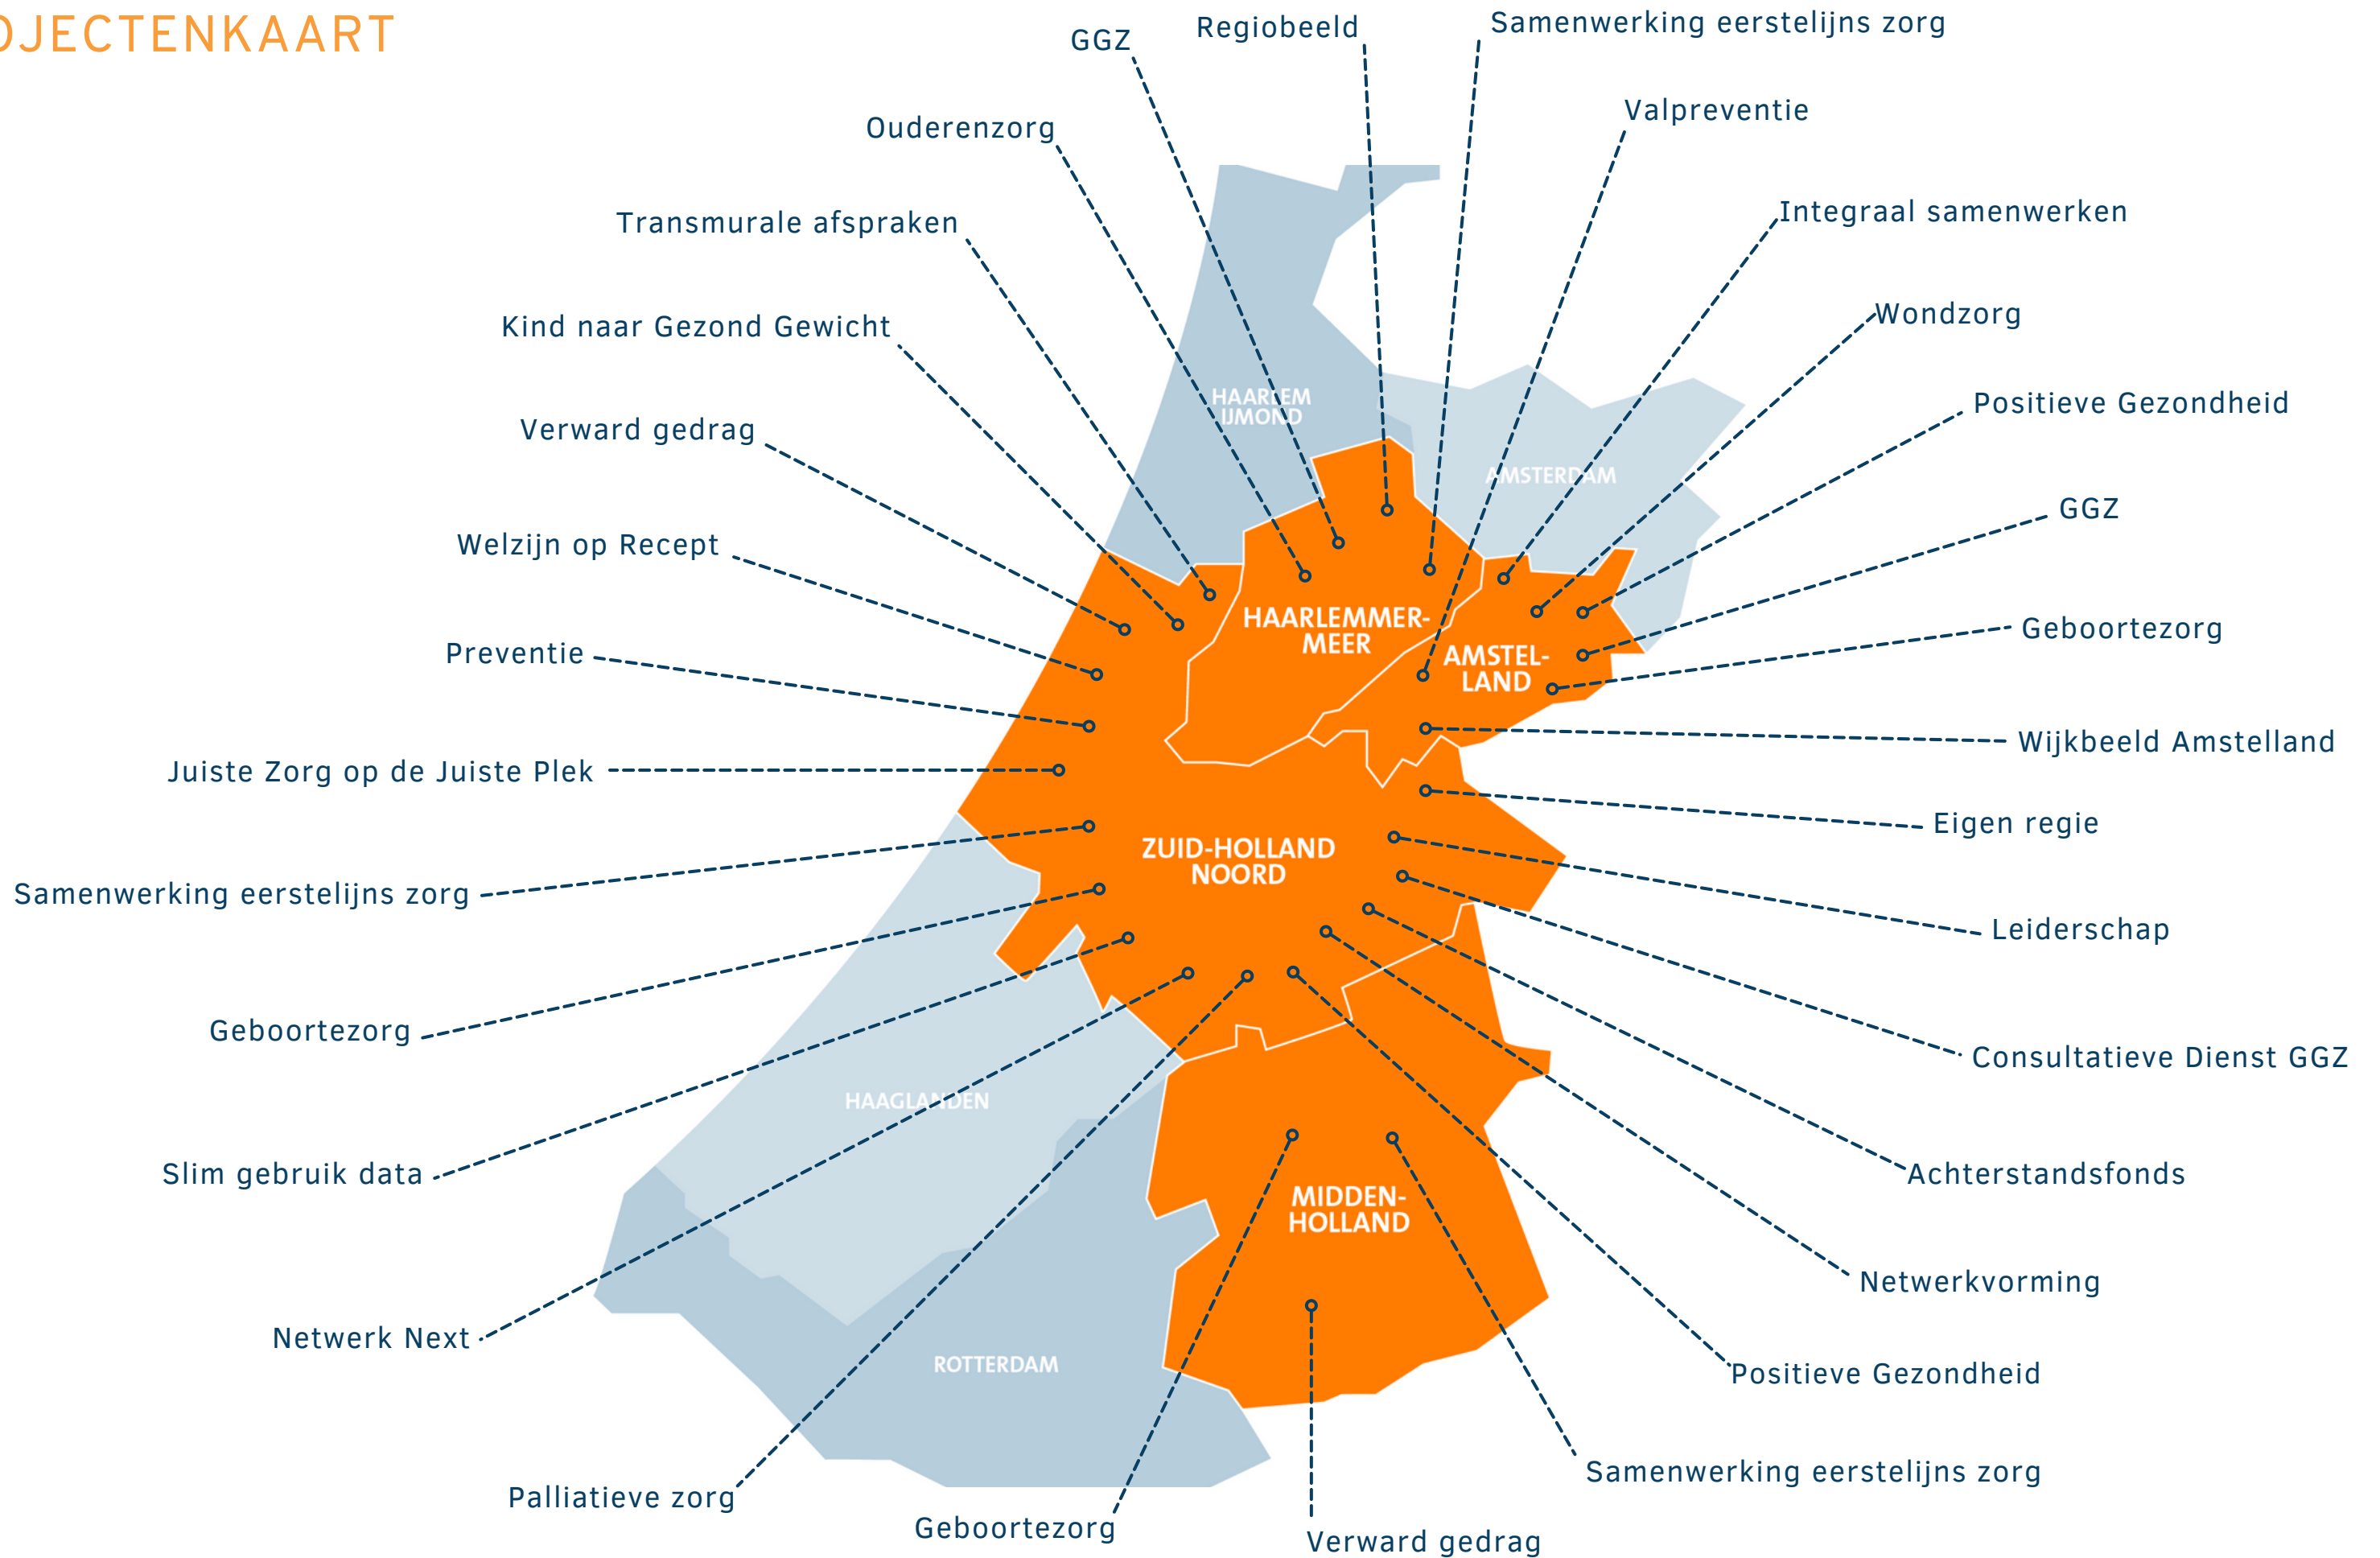 OJECTENKAART
GGZ
Regiobeeld
Samenwerking eerstelijns zorg
Ouderenzorg
Valpreventie
Transmurale afspraken
Integraal samenwerken
Kind naar Gezond Gewicht
Wondzorg
Verward gedrag
Positieve Gezondheid
HAARLEM
IJMOND
AMSTERDAM
Welzijn op Recept
GGZ
Preventie
HAARLEMMER-
MEER
AMSTEL-
LAND
Geboortezorg
Juiste Zorg op de Juiste Plek
Wijkbeeld Amstelland
Samenwerking eerstelijns zorg
ZUID-HOLLAND
NOORD
Eigen regie
Leiderschap
Geboortezorg
HAAGLANDEN
Consultatieve Dienst GGZ
Slim gebruik data
MIDDEN-
HOLLAND
Achterstandsfonds
Netwerk Next
ROTTERDAM
Netwerkvorming
Positieve Gezondheid
Palliatieve zorg
Samenwerking eerstelijns zorg
Geboortezorg
Verward gedrag